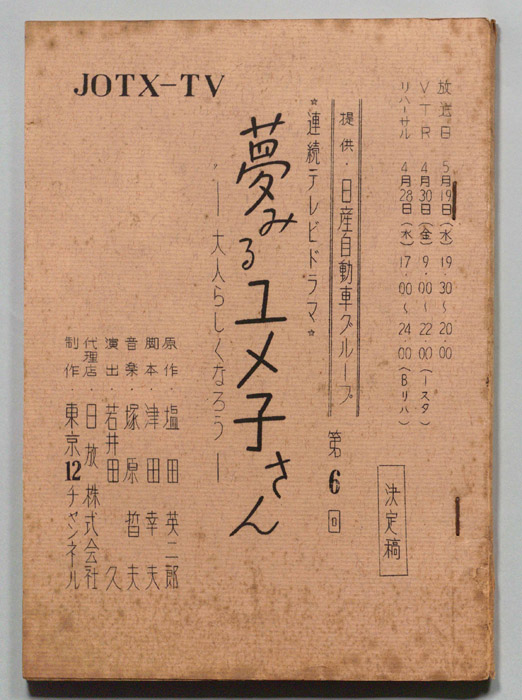 JOTX-TV
放送日 5月19日(水) 19.30〜20.00
VTR 4月30日(金) 9.00〜22.00(一スタ)
リハーサル 4月28日(水) 17.00〜24.00(Bリハ)
提供・日産自動車グループ
☆連続テレビドラマ☆
第6回
決定稿
夢みるユメ子さん
―大人らしくなろう―
原作・塩田英二郎
脚本・津田幸夫
音楽・塚原晢夫
演出・若井田久
代理店 日放株式会社
制作 東京12チャンネル